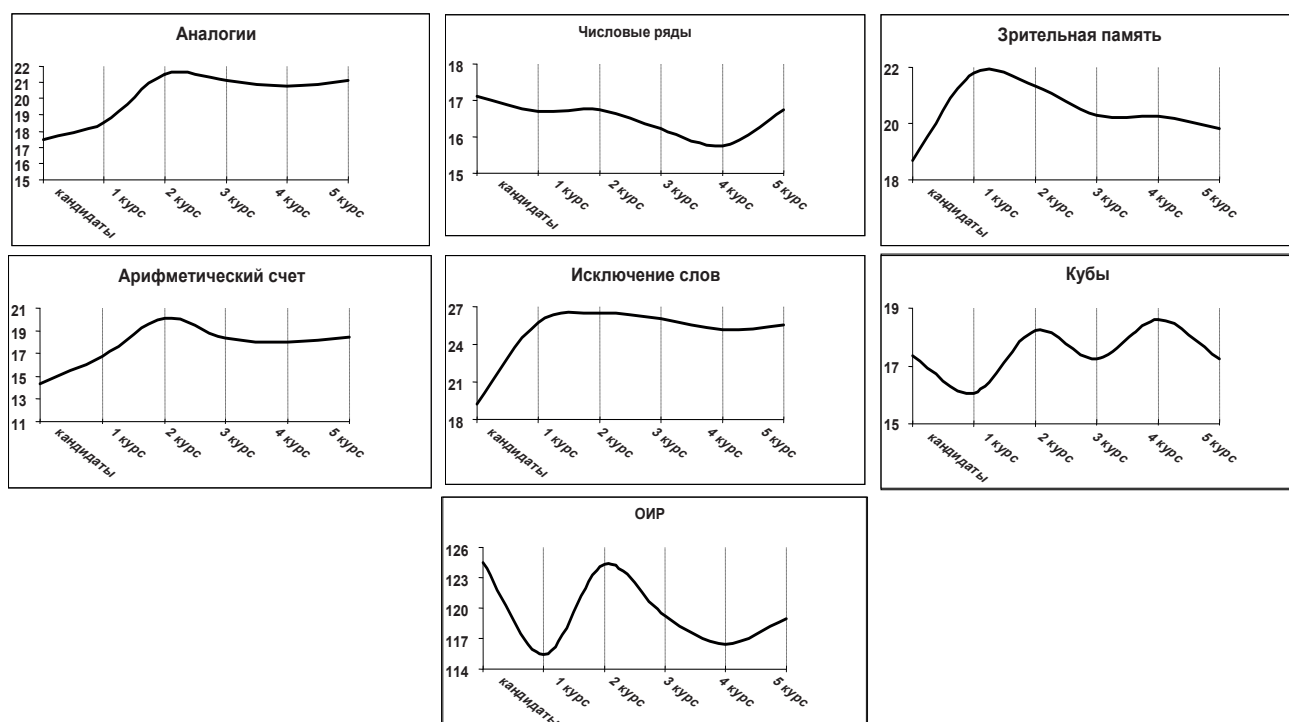 Аналогии
22
21
20
19
18
17
16
15
кандидаты
1 курс
2 курс
3 курс
4 курс
5 курс
Числовые ряды
18
17
16
15
кандидаты
1 курс
2 курс
3 курс
4 курс
5 курс
Зрительная память
22
20
18
кандидаты
1 курс
2 курс
3 курс
4 курс
5 курс
Арифметический счет
21
19
17
15
13
11
кандидаты
1 курс
2 курс
3 курс
4 курс
5 курс
Исключение слов
27
24
21
18
кандидаты
1 курс
2 курс
3 курс
4 курс
5 курс
Кубы
19
17
15
кандидаты
1 курс
2 курс
3 курс
4 курс
5 курс
ОИР
126
123
120
117
114
кандидаты
1 курс
2 курс
3 курс
4 курс
5 курс